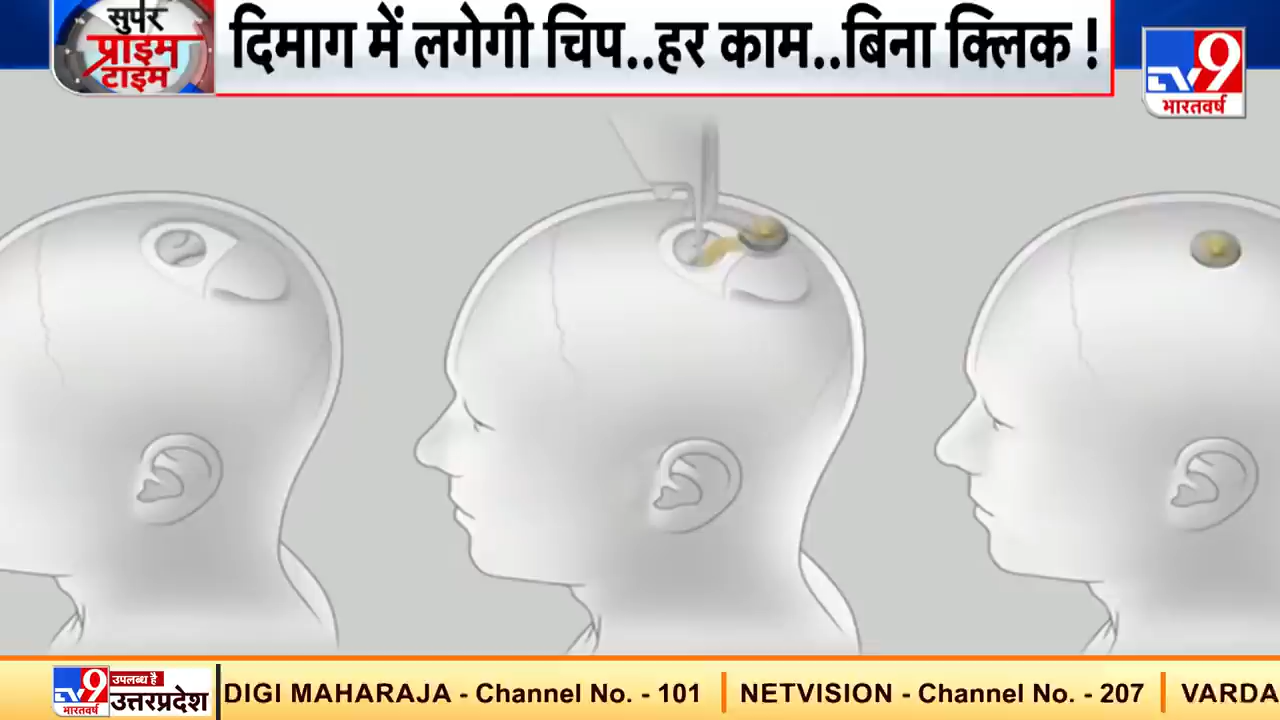 सुपर
प्राइम
टाइम
दिमाग में लगेगी चिप..हर काम..बिना क्लिक !
TV9
भारतवर्ष
TV9
भारतवर्ष
उपलब्ध है
उत्तरप्रदेश
DIGI MAHARAJA - Channel No. - 101
NETVISION - Channel No. - 207
VARDA